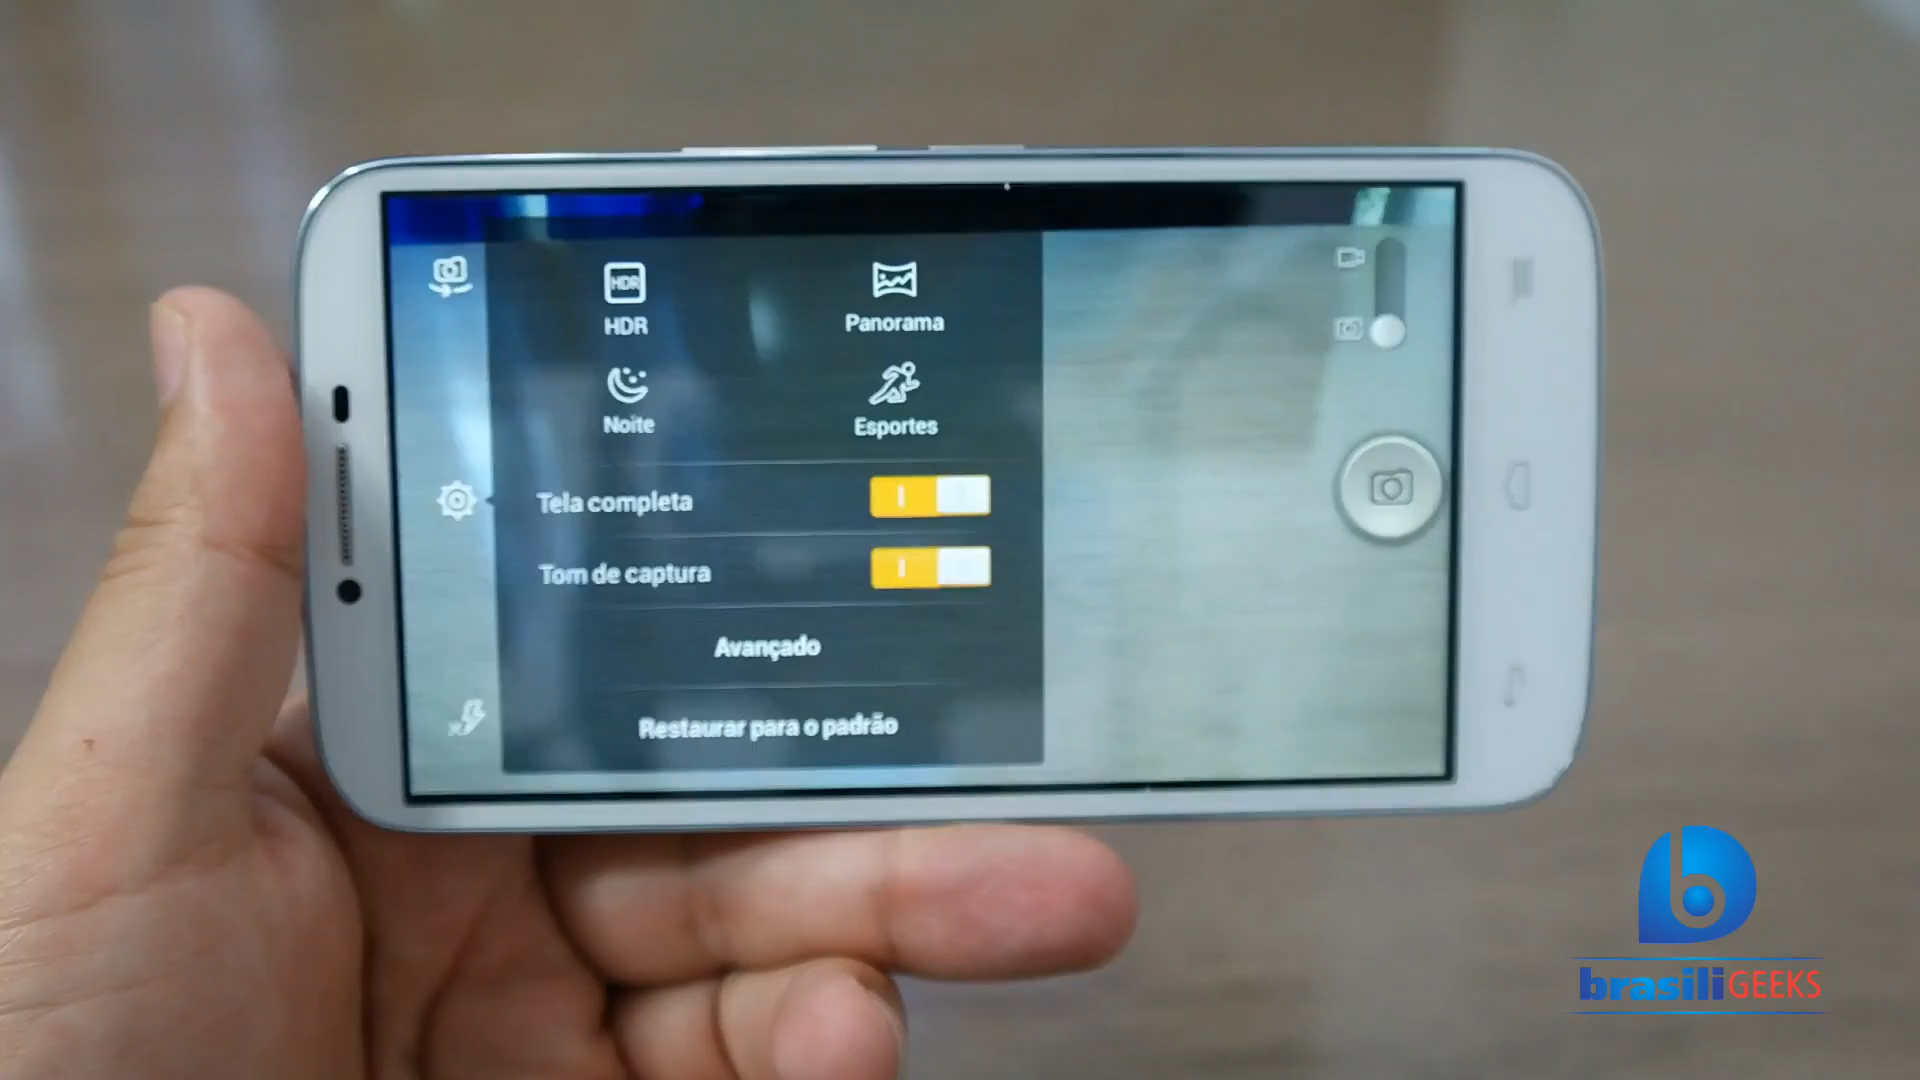 HDR
HDR
Panorama
Noite
Esportes
Tela completa
Tom de captura
Avançado
Restaurar para o padrão
b
brasiliGEEKS